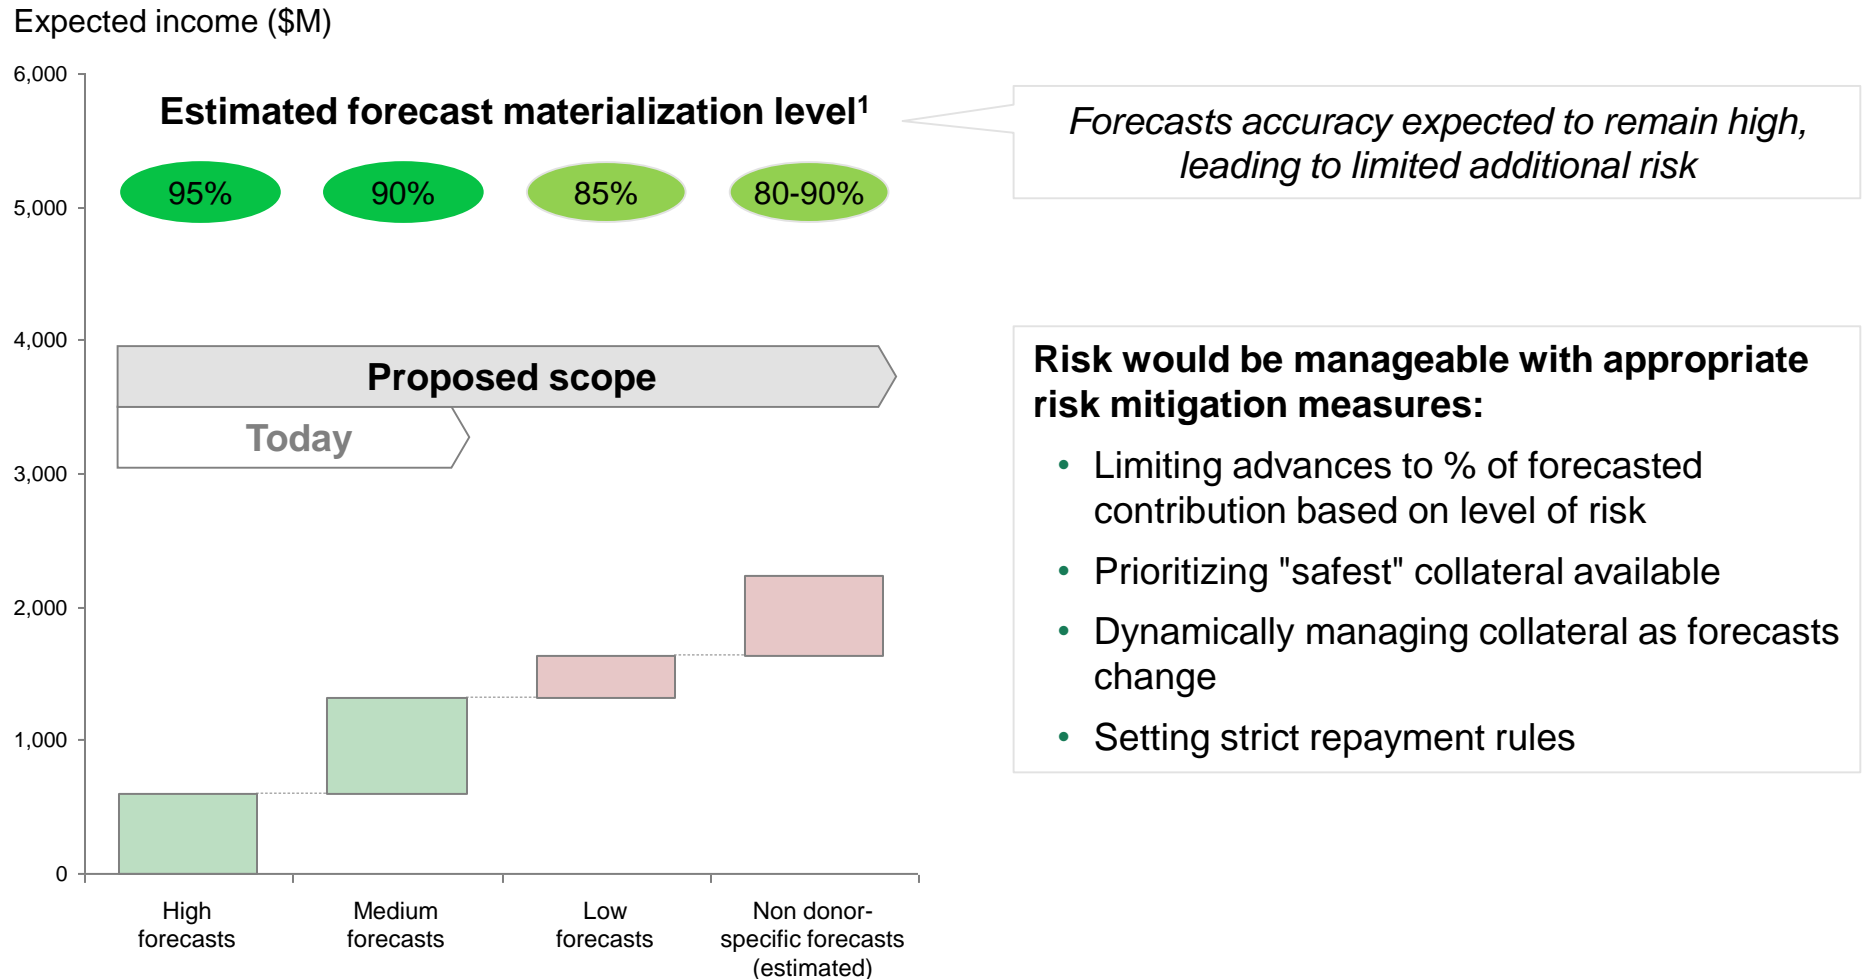 Expected income ($M)
6,000
5,000
4,000
3,000
2,000
1,000
0
Estimated forecast materialization level¹
95%
90%
85%
80-90%
Proposed scope
Today
High
forecasts
Medium
forecasts
Low
forecasts
Non donor-
specific forecasts
(estimated)
Forecasts accuracy expected to remain high,
leading to limited additional risk
Risk would be manageable with appropriate
risk mitigation measures:
• Limiting advances to % of forecasted
contribution based on level of risk
• Prioritizing "safest" collateral available
• Dynamically managing collateral as forecasts
change
• Setting strict repayment rules